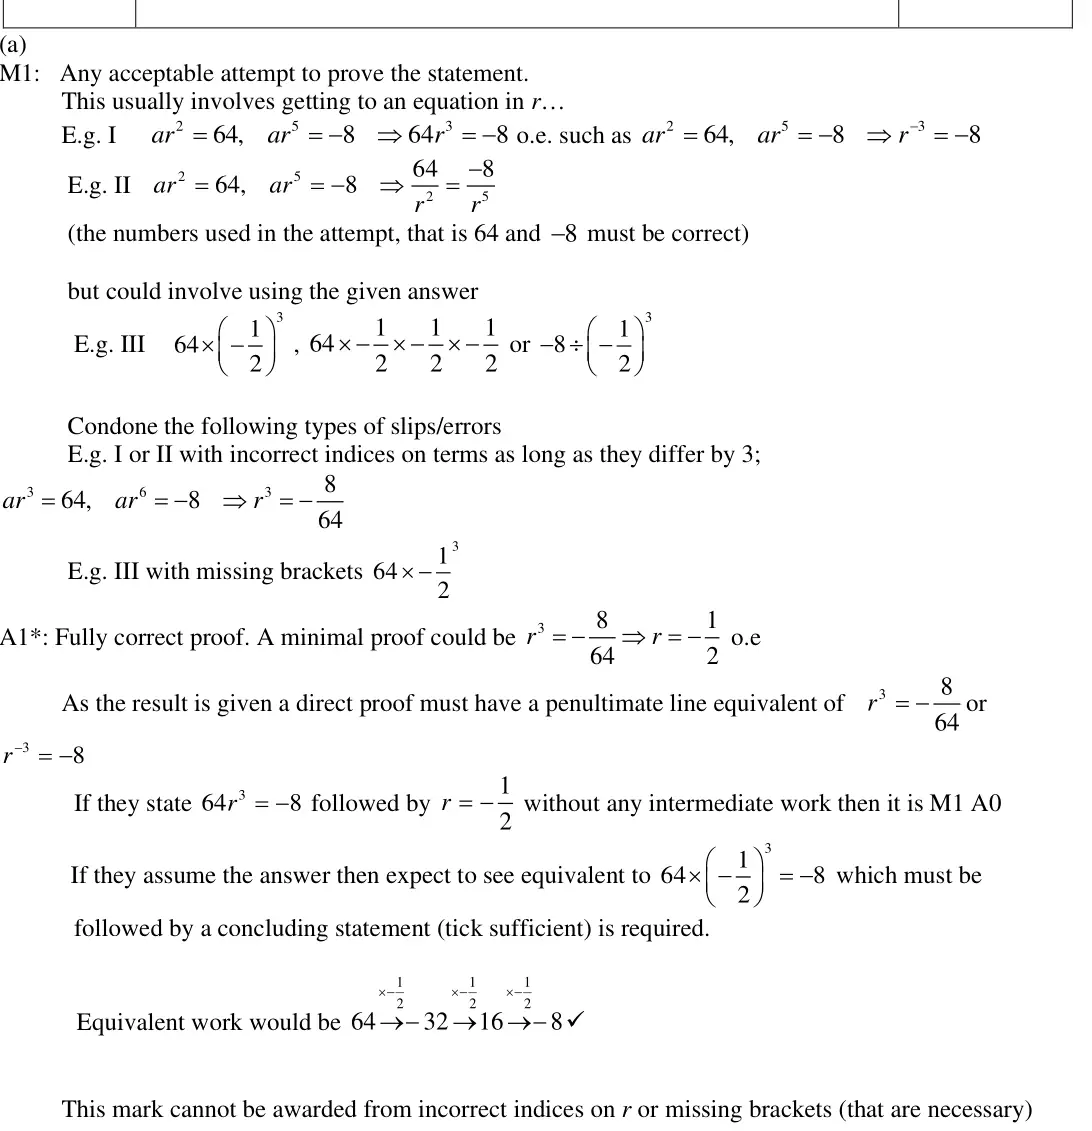 (a)
M1: Any acceptable attempt to prove the statement.
This usually involves getting to an equation in r…
E.g. I ar² = 64, ar⁵ = −8 ⇒ 64r³ = −8 o.e. such as ar² = 64, ar⁵ = −8 ⇒ r⁻³ = −8
E.g. II ar² = 64, ar⁵ = −8 ⇒ 64/r² = −8/r⁵
(the numbers used in the attempt, that is 64 and −8 must be correct)
but could involve using the given answer
E.g. III 64×(−1/2)³ , 64×−1/2×−1/2×−1/2 or −8÷(−1/2)³
Condone the following types of slips/errors
E.g. I or II with incorrect indices on terms as long as they differ by 3;
ar³ = 64, ar⁶ = −8 ⇒ r³ = −8/64
E.g. III with missing brackets 64×−1/2³
A1*: Fully correct proof. A minimal proof could be r³ = −8/64 ⇒ r = −1/2 o.e
As the result is given a direct proof must have a penultimate line equivalent of r³ = −8/64 or
r⁻³ = −8
If they state 64r³ = −8 followed by r = −1/2 without any intermediate work then it is M1 A0
If they assume the answer then expect to see equivalent to 64×(−1/2)³ = −8 which must be
followed by a concluding statement (tick sufficient) is required.
×−1/2 ×−1/2 ×−1/2
Equivalent work would be 64→−32→16→−8✓
This mark cannot be awarded from incorrect indices on r or missing brackets (that are necessary)